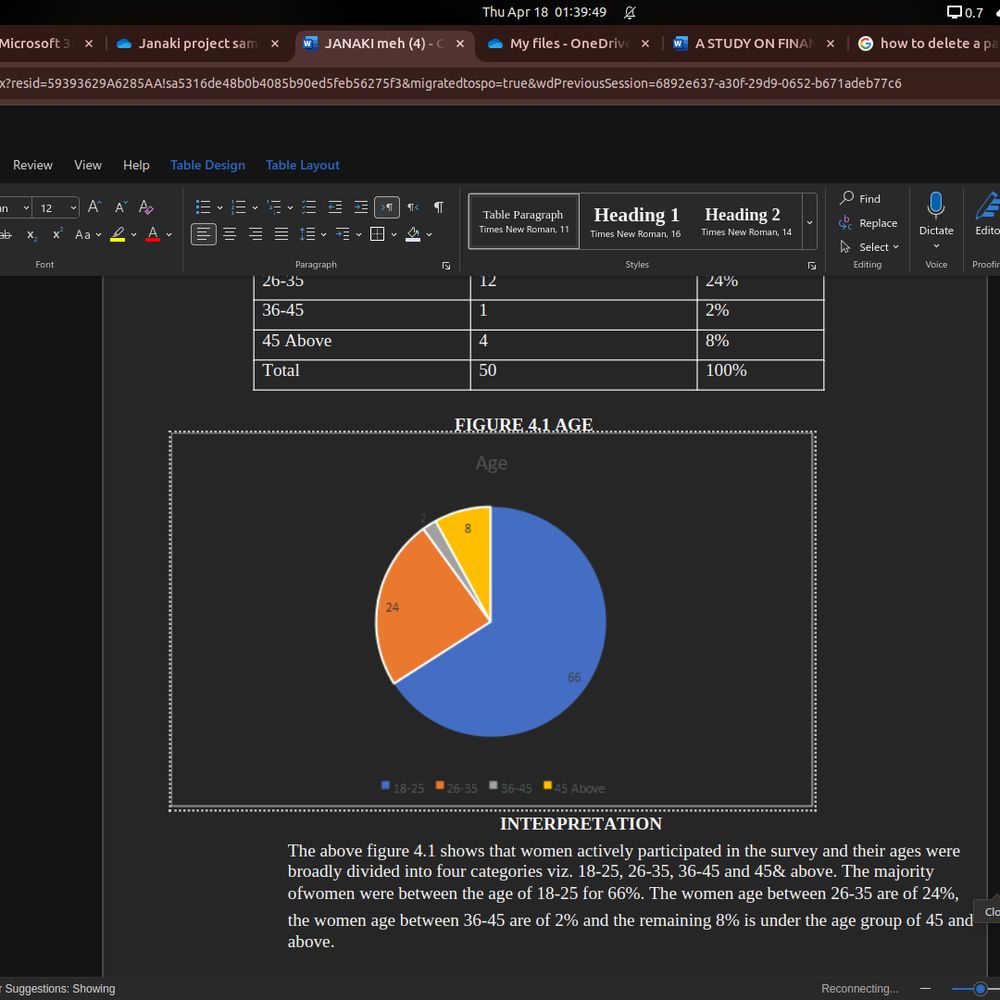 Thu Apr 18 01:39:49
0.7
Microsoft 3
Janaki project sam
JANAKI meh (4) - C
My files - OneDriv
A STUDY ON FINAN
how to delete a pa
x?resid=59393629A6285AA!sa5316de48b0b4085b90ed5feb56275f3&migratedtospo=true&wdPreviousSession=6892e637-a30f-29d9-0652-b671adeb77c6
Review View Help Table Design Table Layout
12
Aa
Font
Paragraph
Table Paragraph
Times New Roman, 11
Heading 1
Times New Roman, 16
Heading 2
Times New Roman, 14
Styles
Find
Replace
Select
Editing
Dictate
Voice
Edito
Proofin
26-35 12 24%
36-45 1 2%
45 Above 4 8%
Total 50 100%
FIGURE 4.1 AGE
Age
2
8
24
66
18-25 26-35 36-45 45 Above
INTERPRETATION
The above figure 4.1 shows that women actively participated in the survey and their ages were
broadly divided into four categories viz. 18-25, 26-35, 36-45 and 45& above. The majority
ofwomen were between the age of 18-25 for 66%. The women age between 26-35 are of 24%,
the women age between 36-45 are of 2% and the remaining 8% is under the age group of 45 and
above.
Clo
r Suggestions: Showing
Reconnecting...